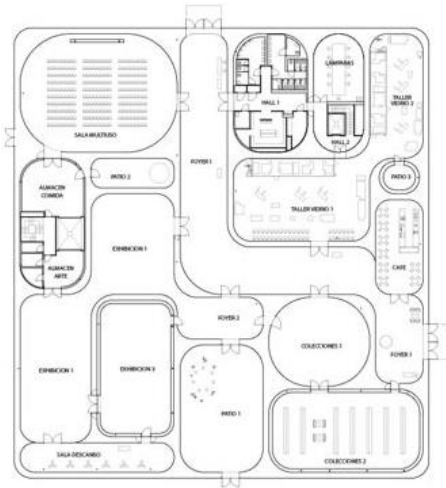 LAMPARAS
HALL 1
TALLER VIDRIO 2
SALA MULTIUSO
FOYER 1
HALL 2
PATIO 2
PATIO 3
ALMACEN
COMIDA
TALLER VIDRIO 1
EXHIBICION 1
ALMACEN
ARTE
CAFE
FOYER 2
COLECCIONES 1
FOYER 1
EXHIBICION 1
EXHIBICION 3
PATIO 1
SALA DESCANSO
COLECCIONES 2